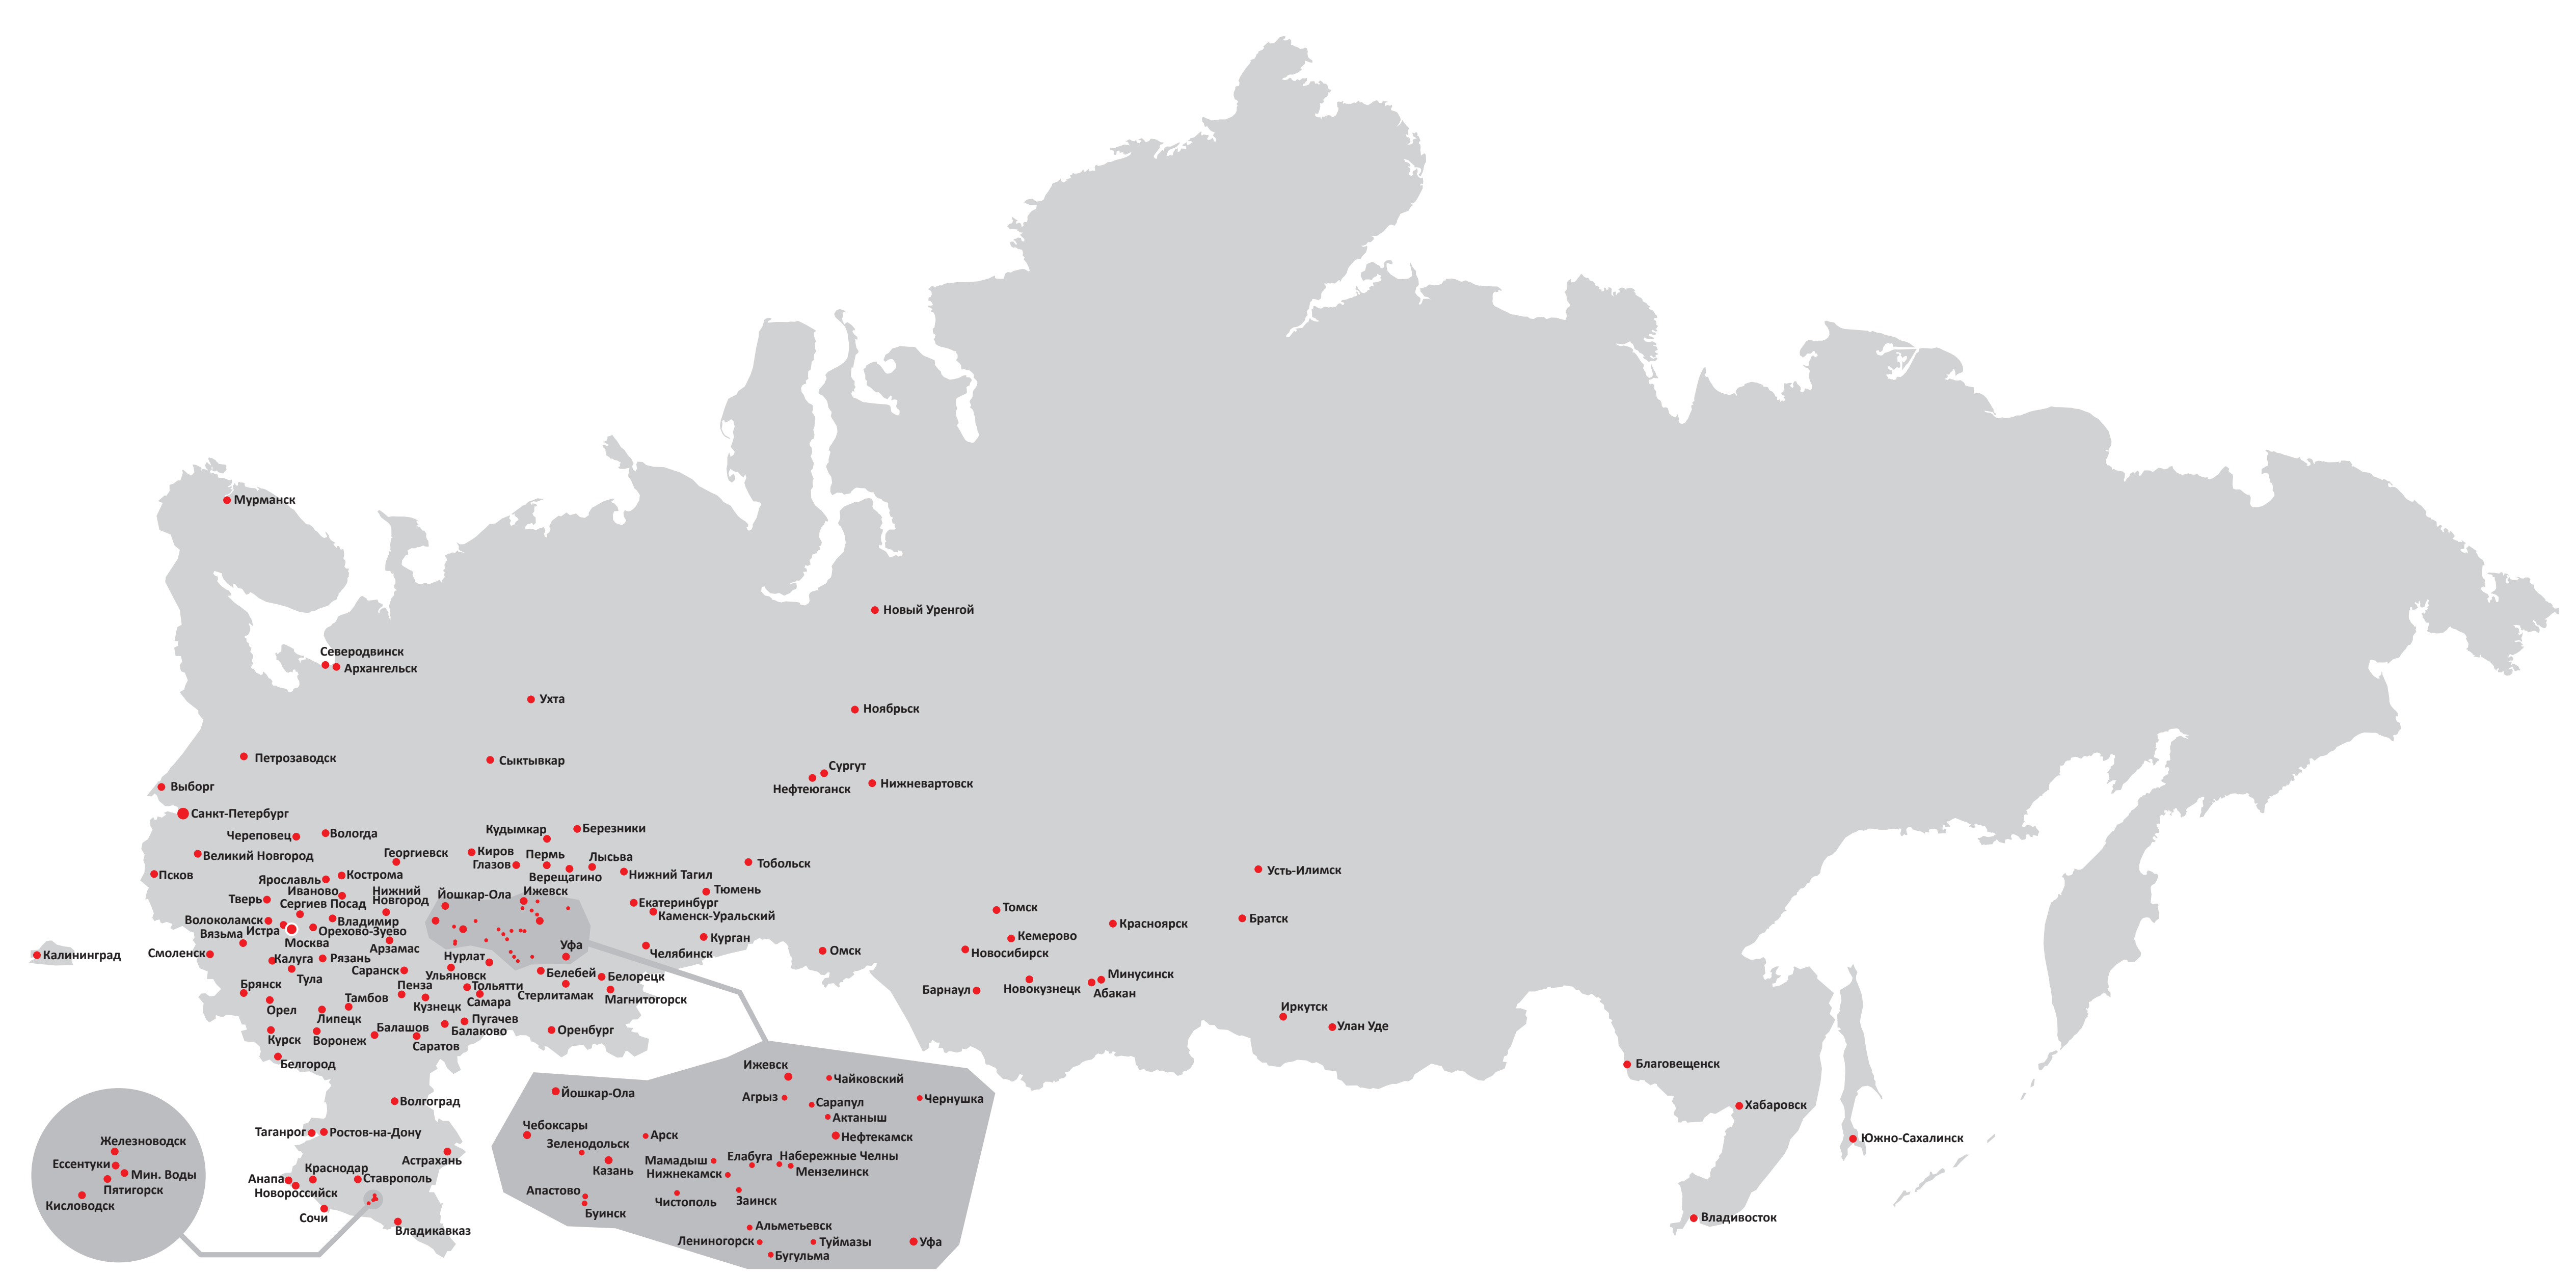 Мурманск
Новый Уренгой
Северодвинск
Архангельск
Ухта
Ноябрьск
Петрозаводск
Сыктывкар
Сургут
Нефтеюганск
Нижневартовск
Выборг
Санкт-Петербург
Череповец
Вологда
Кудымкар
Березники
Великий Новгород
Георгиевск
Киров
Глазов
Пермь
Лысьва
Верещагино
Нижний Тагил
Тобольск
Усть-Илимск
Псков
Ярославль
Кострома
Иваново
Нижний
Новгород
Йошкар-Ола
Ижевск
Тюмень
Тверь
Сергиев Посад
Екатеринбург
Каменск-Уральский
Томск
Волоколамск
Владимир
Истра
Орехово-Зуево
Вязьма
Москва
Арзамас
Красноярск
Братск
Курган
Кемерово
Калининград
Смоленск
Калуга
Рязань
Нурлат
Уфа
Челябинск
Омск
Новосибирск
Тула
Саранск
Ульяновск
Белебей
Белорецк
Минусинск
Брянск
Пенза
Тольятти
Стерлитамак
Магнитогорск
Барнаул
Новокузнецк
Абакан
Орел
Тамбов
Кузнецк
Самара
Иркутск
Липецк
Пугачев
Улан Уде
Курск
Воронеж
Балашов
Балаково
Оренбург
Саратов
Белгород
Благовещенск
Хабаровск
Южно-Сахалинск
Владивосток
Волгоград
Таганрог
Ростов-на-Дону
Астрахань
Краснодар
Анапа
Ставрополь
Новороссийск
Сочи
Владикавказ
Железноводск
Ессентуки
Мин. Воды
Пятигорск
Кисловодск
Ижевск
Чайковский
Йошкар-Ола
Агрыз
Сарапул
Чернушка
Актаныш
Чебоксары
Арск
Нефтекамск
Зеленодольск
Елабуга
Набережные Челны
Казань
Мамадыш
Мензелинск
Нижнекамск
Апастово
Чистополь
Заинск
Буинск
Альметьевск
Лениногорск
Туймазы
Уфа
Бугульма